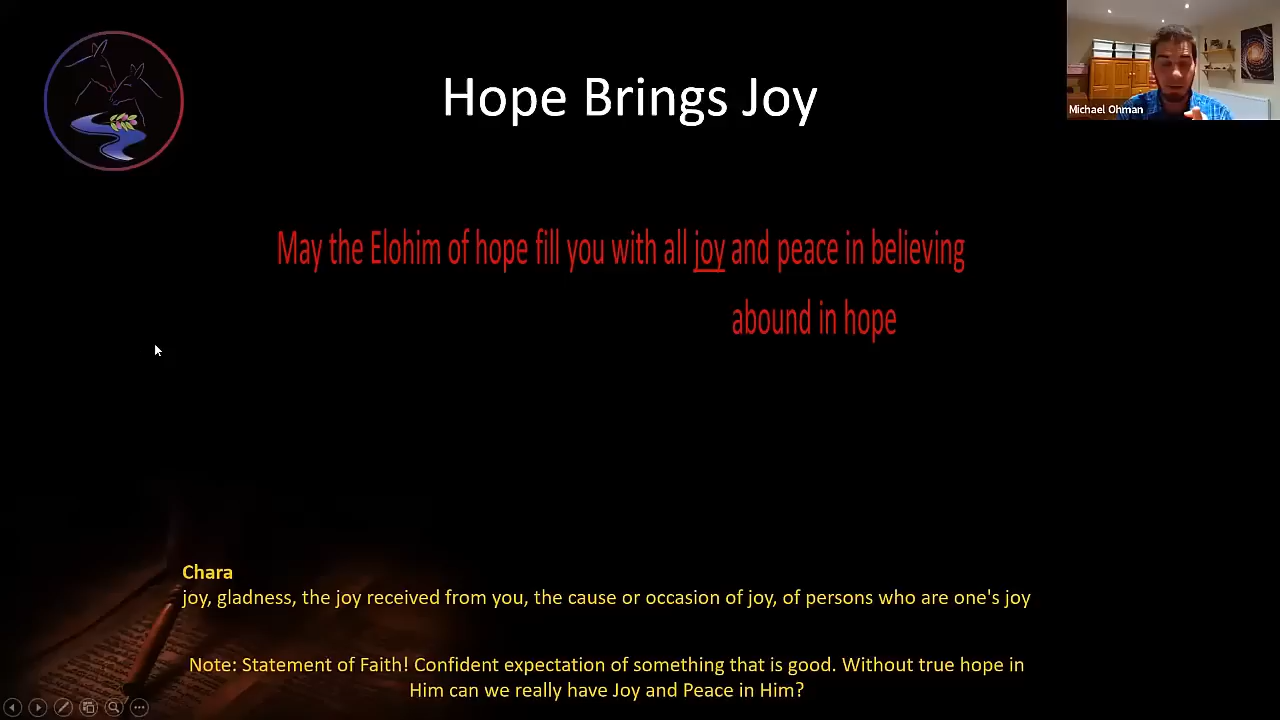 Hope Brings Joy
Michael Ohman
May the Elohim of hope fill you with all joy and peace in believing
abound in hope
Chara
joy, gladness, the joy received from you, the cause or occasion of joy, of persons who are one's joy
Note: Statement of Faith! Confident expectation of something that is good. Without true hope in
Him can we really have Joy and Peace in Him?